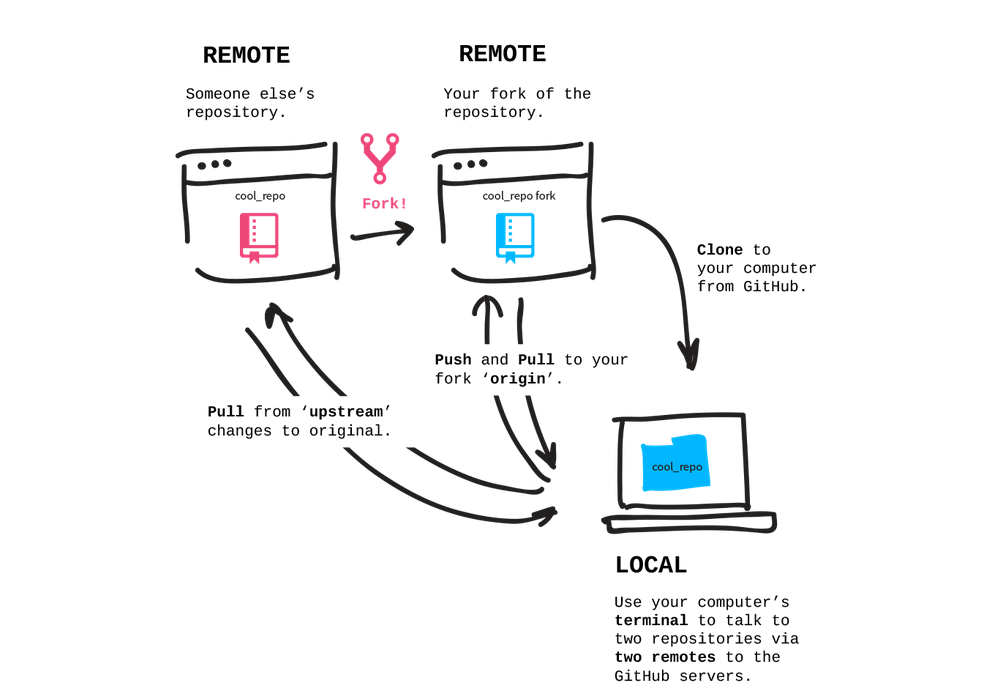 REMOTE
Someone else’s
repository.
REMOTE
Your fork of the
repository.
cool_repo
Fork!
cool_repo fork
Clone to
your computer
from GitHub.
Push and Pull to your
fork ‘origin’.
Pull from ‘upstream’
changes to original.
cool_repo
LOCAL
Use your computer’s
terminal to talk to
two repositories via
two remotes to the
GitHub servers.